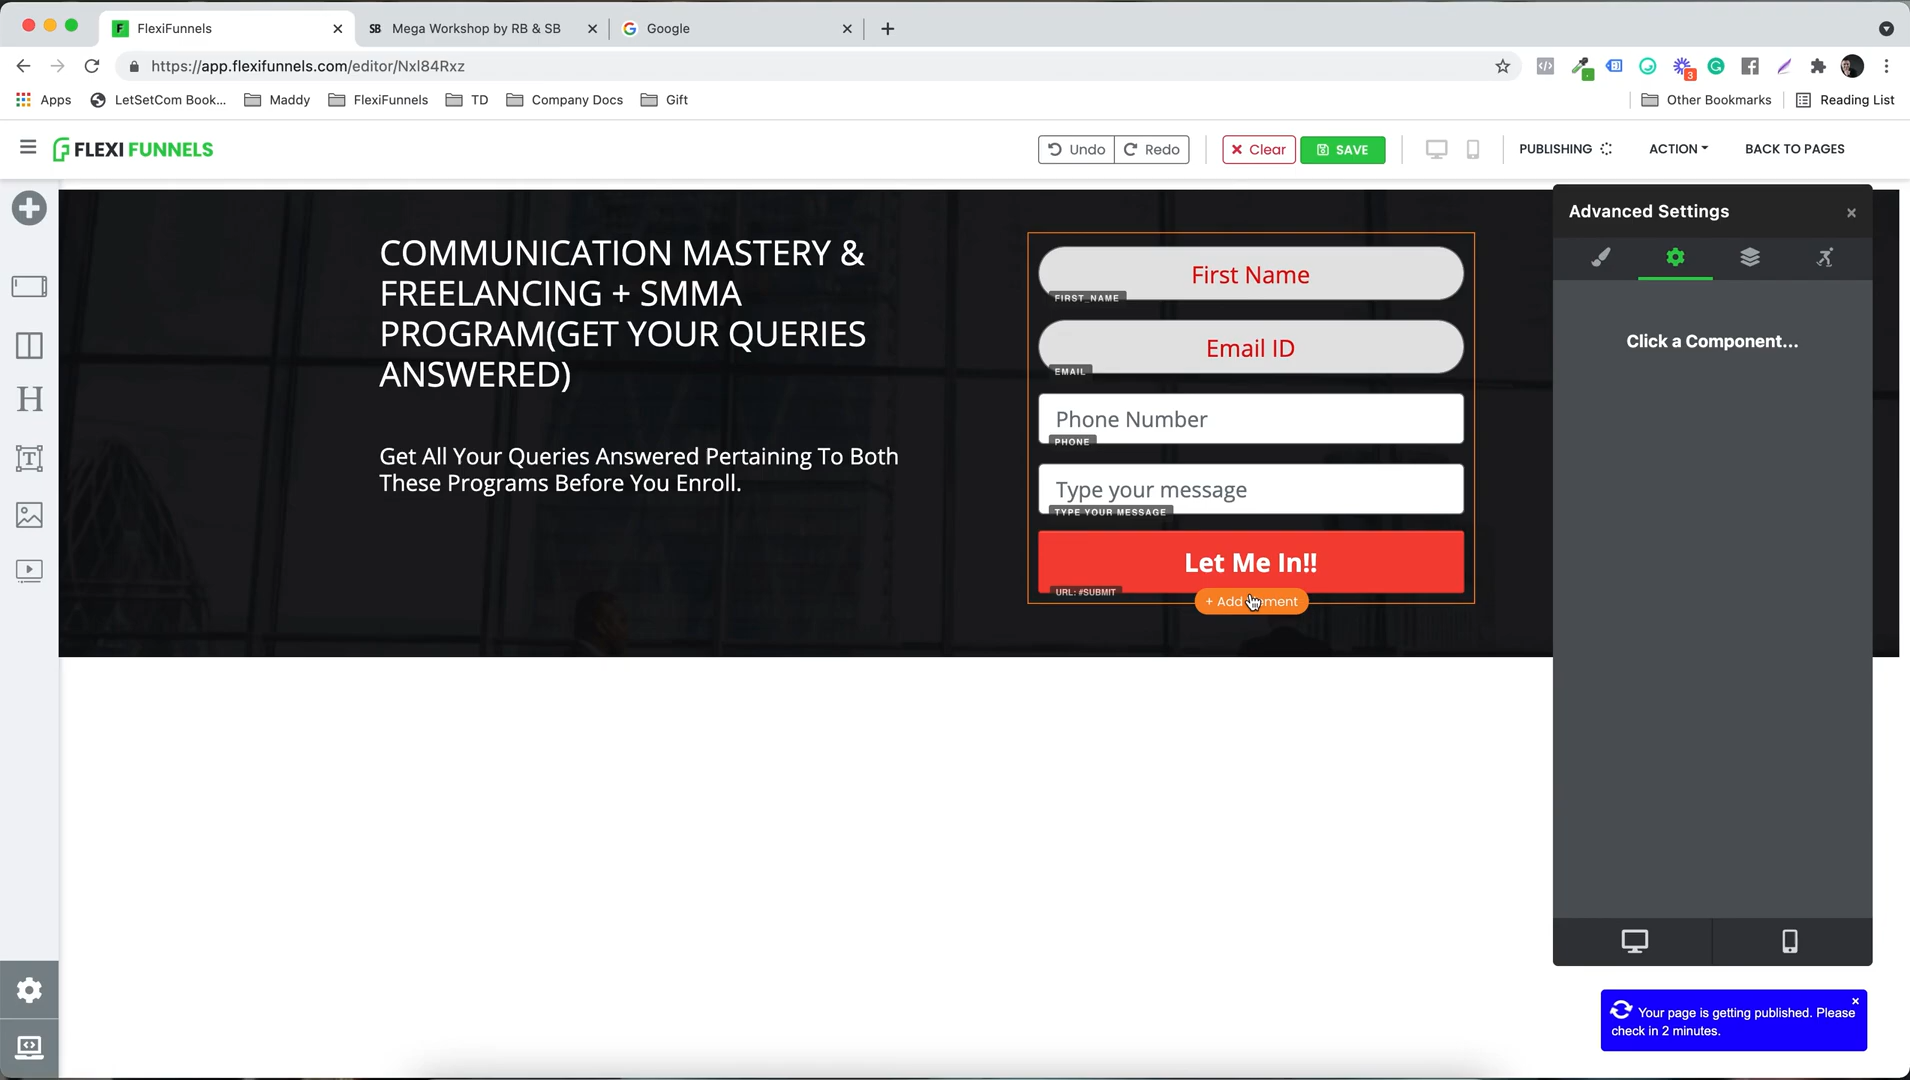 FlexiFunnels
SB Mega Workshop by RB & SB
Google
https://app.flexifunnels.com/editor/Nxl84Rxz
3
Apps
LetSetCom Book...
Maddy
FlexiFunnels
TD
Company Docs
Gift
Other Bookmarks
Reading List
FLEXI FUNNELS
Undo
Redo
Clear
SAVE
PUBLISHING
ACTION
BACK TO PAGES
COMMUNICATION MASTERY &
FREELANCING + SMMA
PROGRAM(GET YOUR QUERIES
ANSWERED)
Get All Your Queries Answered Pertaining To Both
These Programs Before You Enroll.
First Name
FIRST_NAME
Email ID
EMAIL
Phone Number
PHONE
Type your message
TYPE YOUR MESSAGE
Let Me In!!
URL: #SUBMIT
+ Add
Advanced Settings
Click a Component...
Your page is getting published. Please
check in 2 minutes.